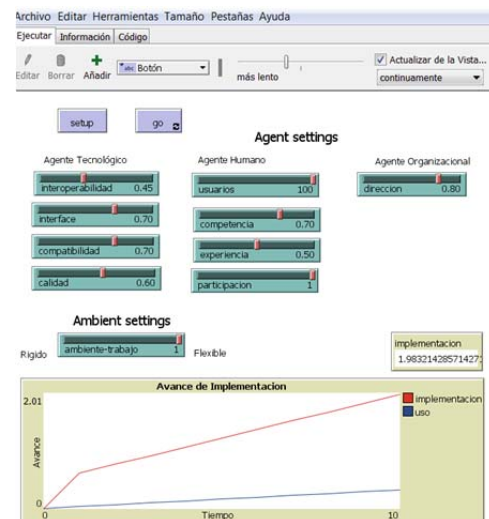 Archivo Editar Herramientas Tamaño Pestañas Ayuda
Ejecutar Información Código
Editar Borrar Añadir
abc Botón
más lento
Actualizar de la Vista...
continuamente
setup go
Agent settings
Agente Tecnológico Agente Humano Agente Organizacional
interoperabilidad 0.45 usuarios 100 direccion 0.80
interface 0.70 competencia 0.70
compatibilidad 0.70 experiencia 0.50
calidad 0.60 participacion 1
Ambient settings
Rigido ambiente-trabajo 1 Flexible
implementacion
1.98321428571427
Avance de Implementacion
2.01
Avance
0
0 Tiempo 10
implementacion
uso